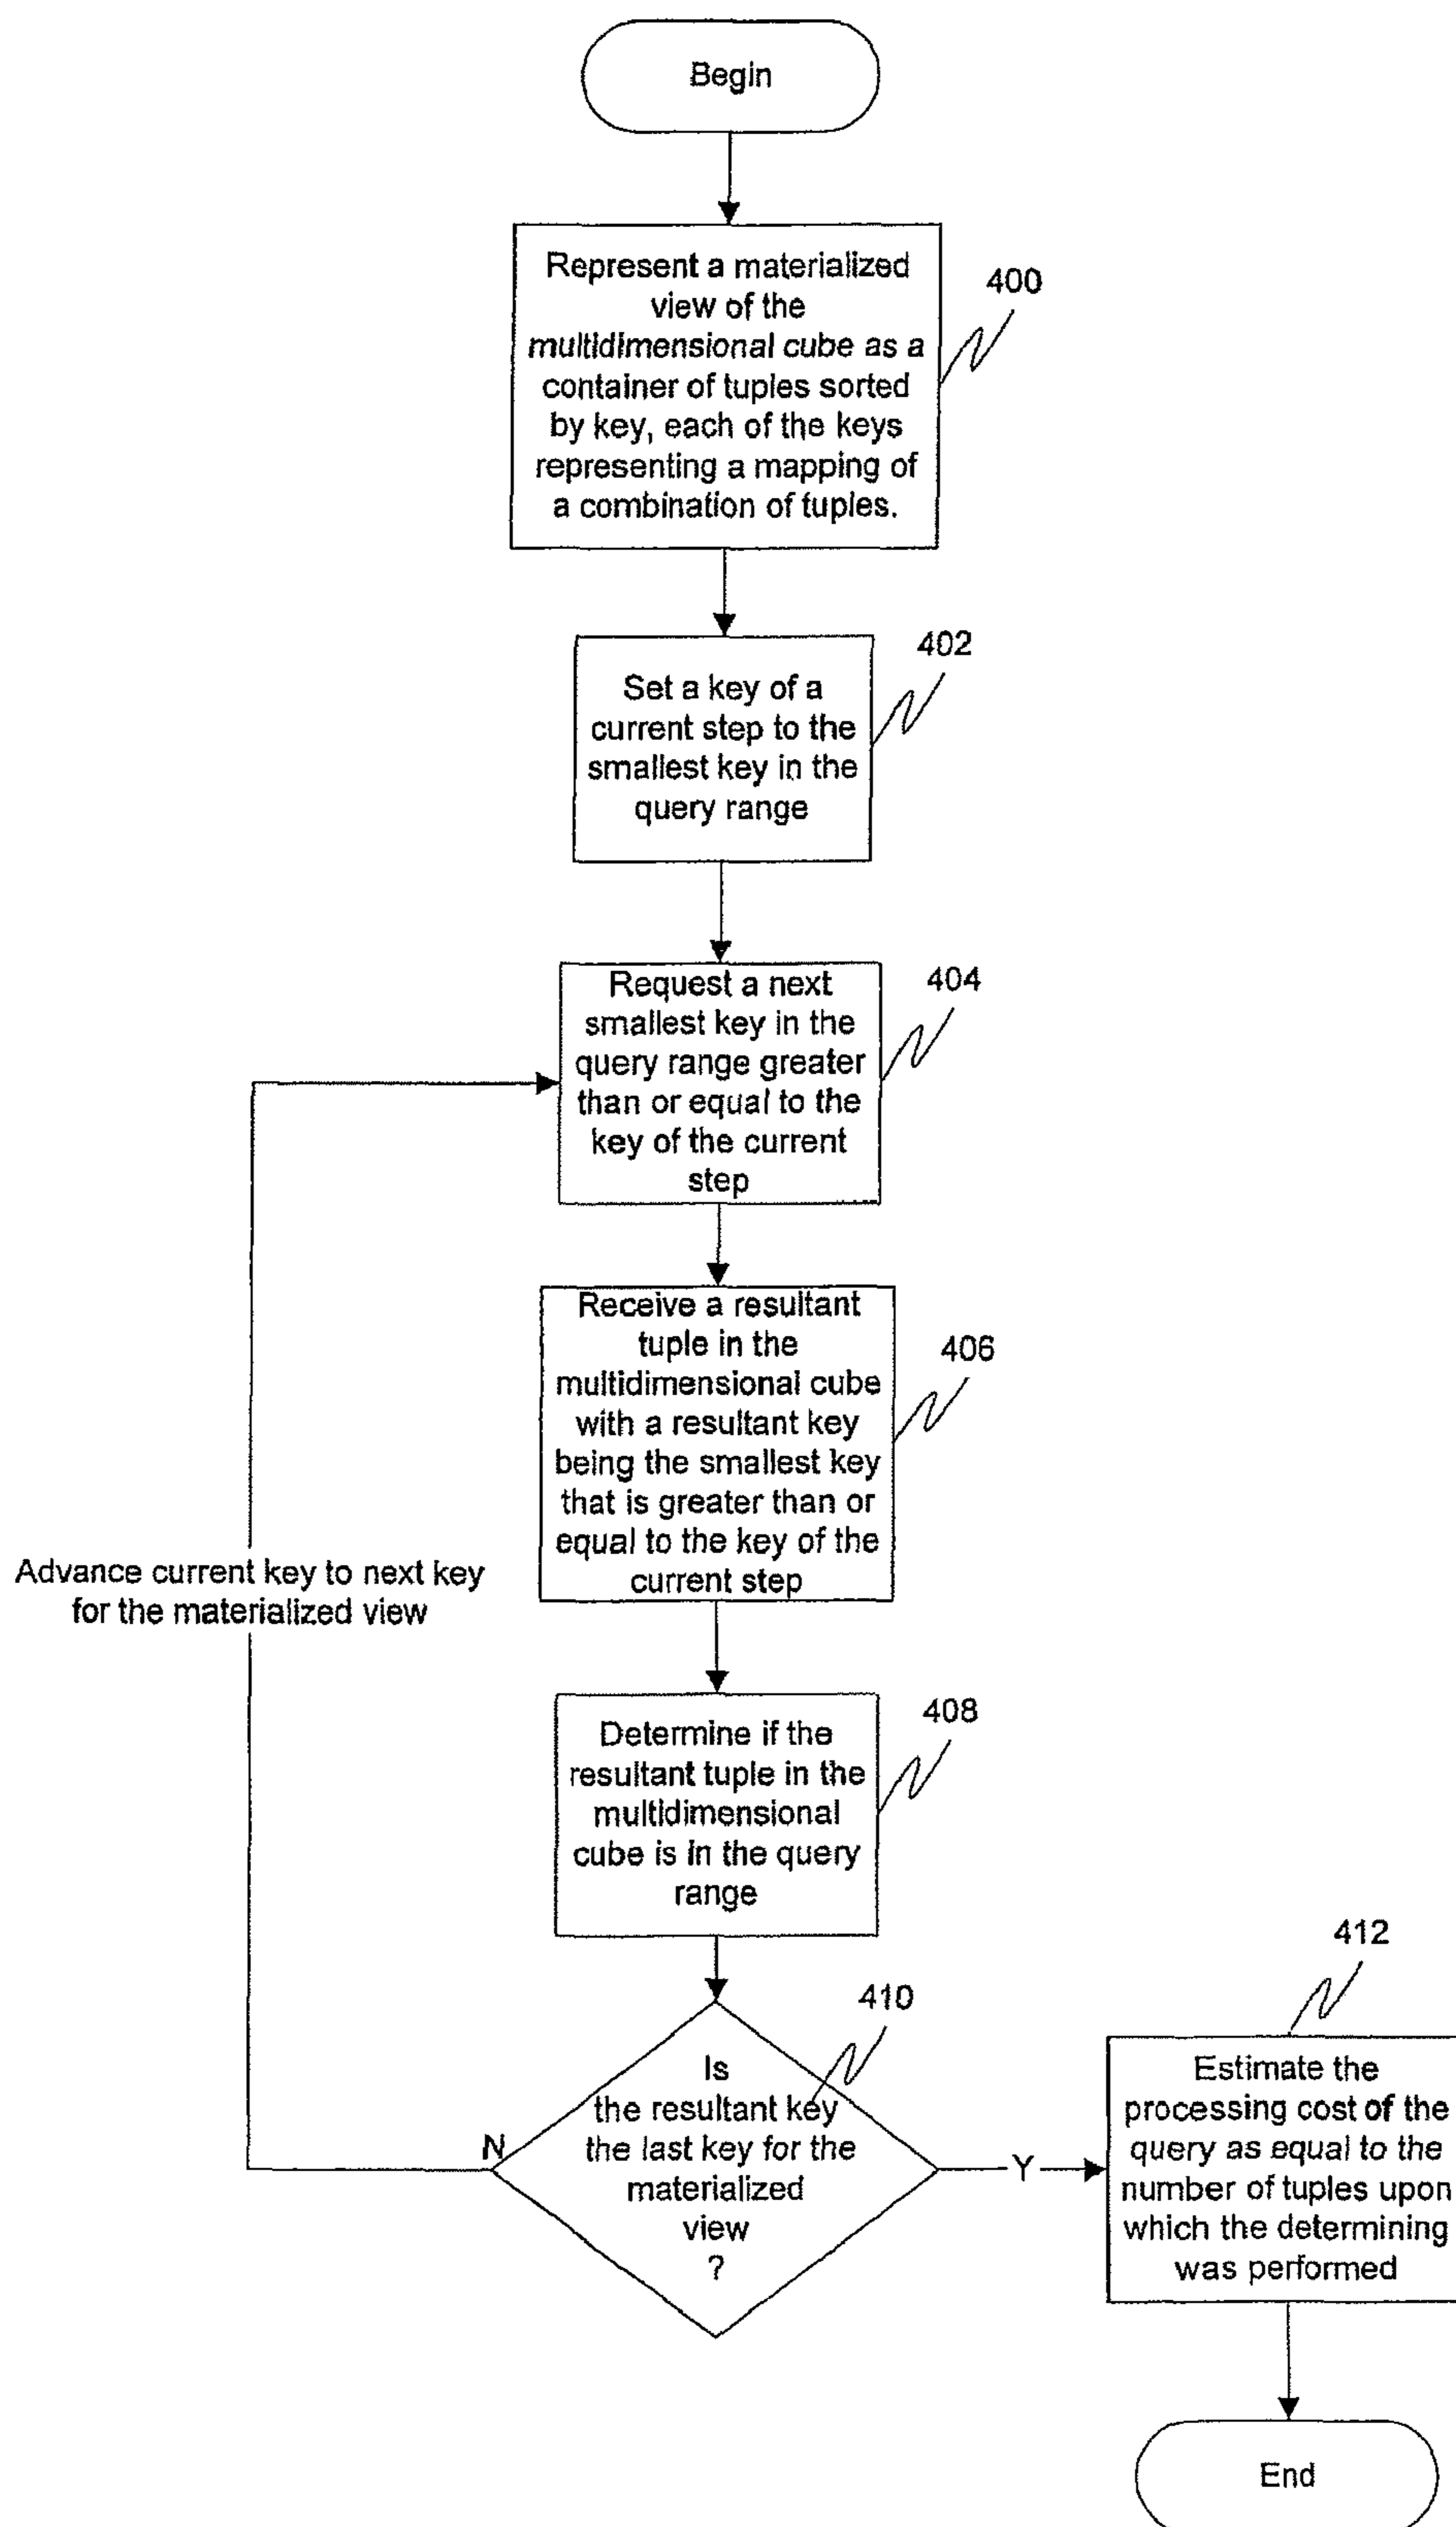 Begin
Represent a materialized
view of the
multidimensional cube as a
container of tuples sorted
by key, each of the keys
representing a mapping of
a combination of tuples.
400
402
Set a key of a
current step to the
smallest key in the
query range
404
Request a next
smallest key in the
query range greater
than or equal to the
key of the current
step
406
Receive a resultant
tuple in the
multidimensional cube
with a resultant key
being the smallest key
that is greater than or
equal to the key of the
current step
Advance current key to next key
for the materialized view
408
Determine if the
resultant tuple in the
multidimensional
cube is in the query
range
410
Is
the resultant key
the last key for the
materialized
view
?
N
Y
412
Estimate the
processing cost of the
query as equal to the
number of tuples upon
which the determining
was performed
End